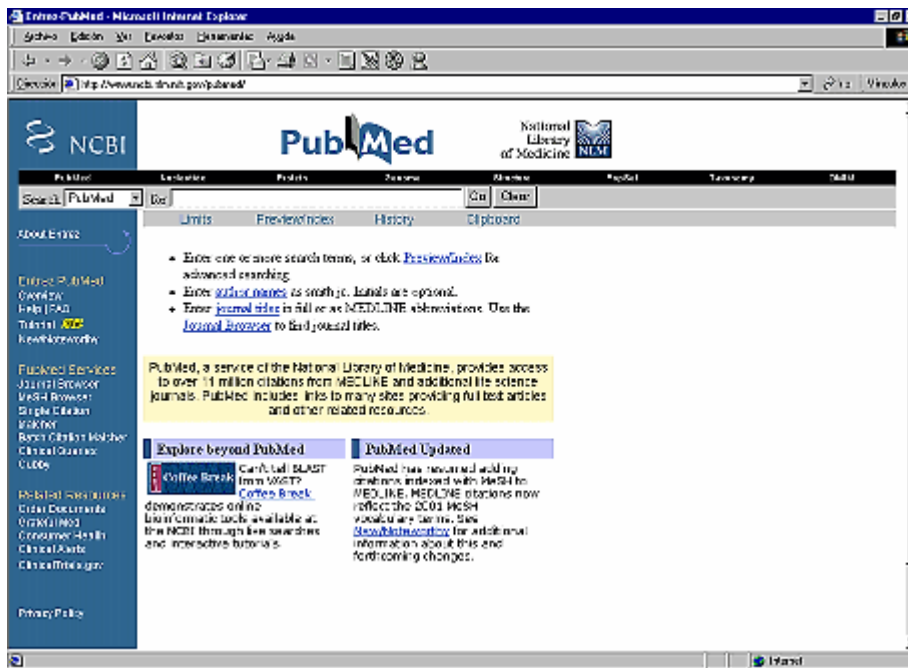 Entrez-PubMed - Microsoft Internet Explorer
Archivo Edición Ver Favoritos Herramientas Ayuda
Dirección http://www.ncbi.nlm.nih.gov/pubmed/ Vínculos
NCBI
PubMed
National
Library
of Medicine
NLM
PubMed Nucleotide Protein Genome Structure PopSet Taxonomy OMIM
Search PubMed for Go Clear
Limits Preview/Index History Clipboard
About Entrez
Entrez PubMed
Overview
Help | FAQ
Tutorial
New/Noteworthy
PubMed Services
Journal Browser
MeSH Browser
Single Citation
Matcher
Batch Citation Matcher
Clinical Queries
Cubby
Related Resources
Order Documents
Grateful Med
Consumer Health
Clinical Alerts
ClinicalTrials.gov
Privacy Policy
Enter one or more search terms, or click Preview/Index for
advanced searching.
Enter author names as smith jc. Initials are optional.
Enter journal titles in full or as MEDLINE abbreviations. Use the
Journal Browser to find journal titles.
PubMed, a service of the National Library of Medicine, provides access
to over 11 million citations from MEDLINE and additional life science
journals. PubMed includes links to many sites providing full text articles
and other related resources.
Explore beyond PubMed
Coffee Break
Can't tell BLAST
from VAST?
Coffee Break
demonstrates online
bioinformatic tools available at
the NCBI through live searches
and interactive tutorials.
PubMed Updated
PubMed has resumed adding
citations indexed with MeSH to
MEDLINE. MEDLINE citations now
reflect the 2001 MeSH
vocabulary terms. See
New/Noteworthy for additional
information about this and
forthcoming changes.
Internet